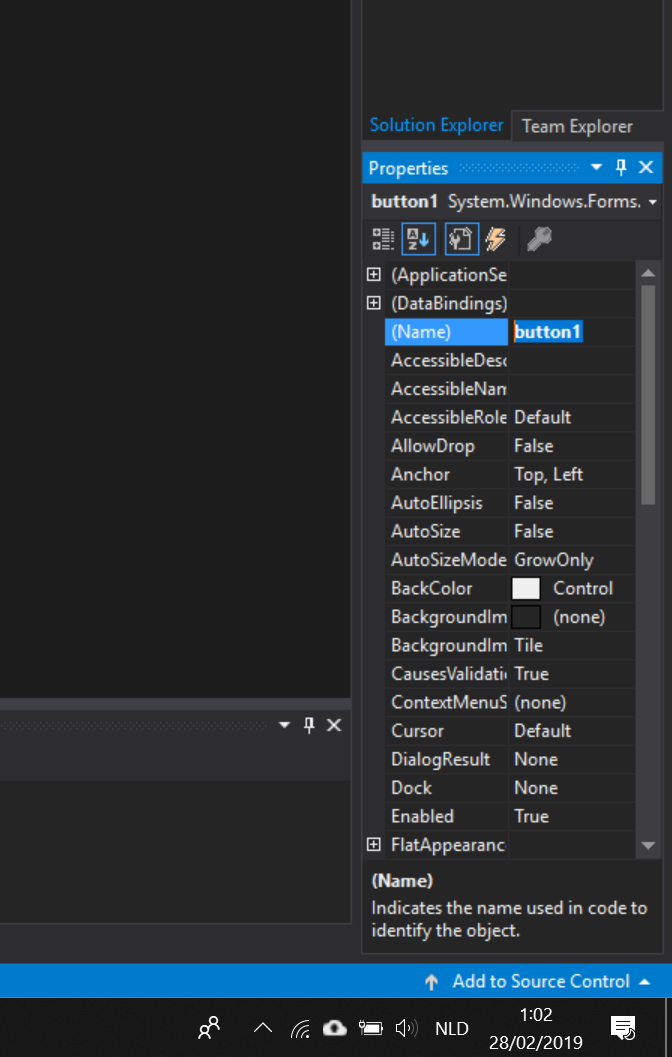 Solution Explorer Team Explorer
Properties
button1 System.Windows.Forms.
(ApplicationSe
(DataBindings)
(Name) button1
AccessibleDesc
AccessibleNam
AccessibleRole Default
AllowDrop False
Anchor Top, Left
AutoEllipsis False
AutoSize False
AutoSizeMode GrowOnly
BackColor Control
BackgroundIm (none)
BackgroundIm Tile
CausesValidatio True
ContextMenuS (none)
Cursor Default
DialogResult None
Dock None
Enabled True
FlatAppearanc
(Name)
Indicates the name used in code to
identify the object.
Add to Source Control
NLD 1:02
28/02/2019